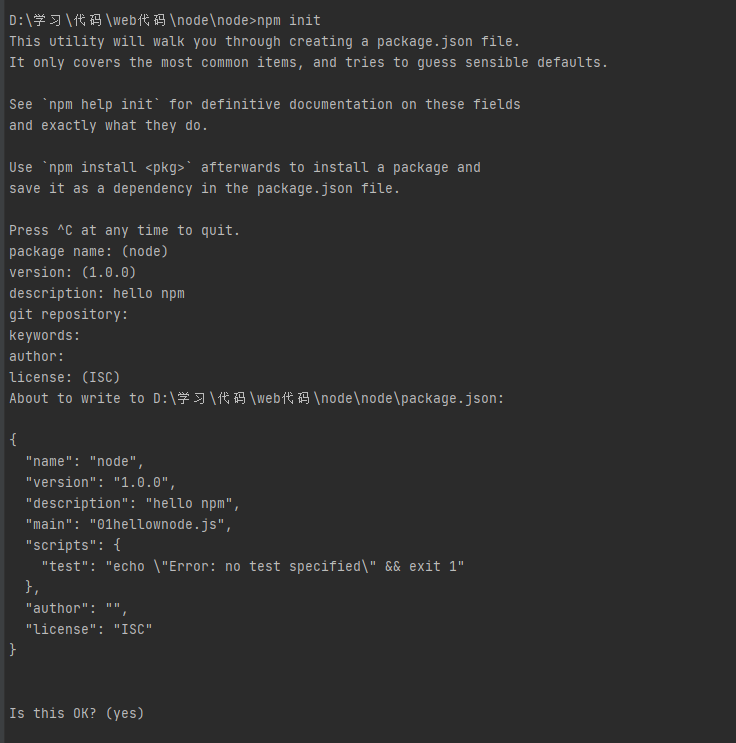 D:\学习\代码\web代码\node\node>npm init
This utility will walk you through creating a package.json file.
It only covers the most common items, and tries to guess sensible defaults.
See `npm help init` for definitive documentation on these fields
and exactly what they do.
Use `npm install <pkg>` afterwards to install a package and
save it as a dependency in the package.json file.
Press ^C at any time to quit.
package name: (node)
version: (1.0.0)
description: hello npm
git repository:
keywords:
author:
license: (ISC)
About to write to D:\学习\代码\web代码\node\node\package.json:
{
  "name": "node",
  "version": "1.0.0",
  "description": "hello npm",
  "main": "01hellownode.js",
  "scripts": {
    "test": "echo \"Error: no test specified\" && exit 1"
  },
  "author": "",
  "license": "ISC"
}
Is this OK? (yes)